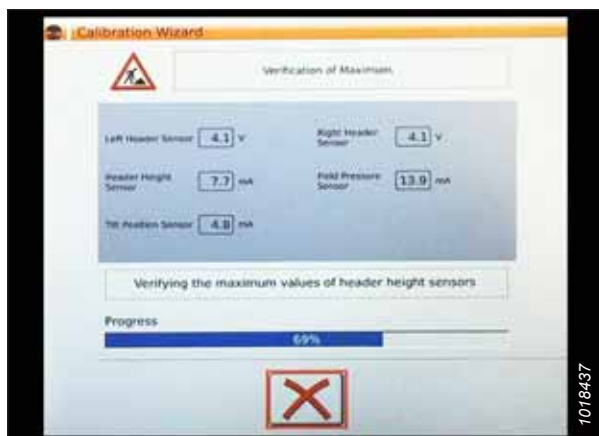 Calibration Wizard
Verification of Maximum.
Left Header Sensor 4.1 V
Right Header Sensor 4.1 V
Header Height Sensor 7.7 mA
Field Pressure Sensor 13.9 mA
Tilt Position Sensor 4.8 mA
Verifying the maximum values of header height sensors
Progress
69%
1018437